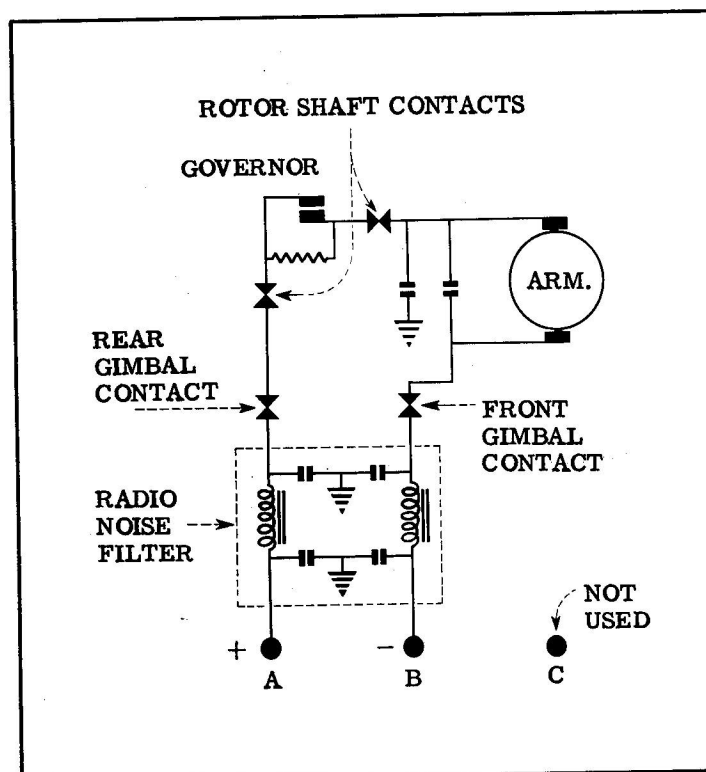 ROTOR SHAFT CONTACTS
GOVERNOR
ARM.
REAR
GIMBAL
CONTACT
FRONT
GIMBAL
CONTACT
RADIO
NOISE
FILTER
NOT
USED
+
A
−
B
C